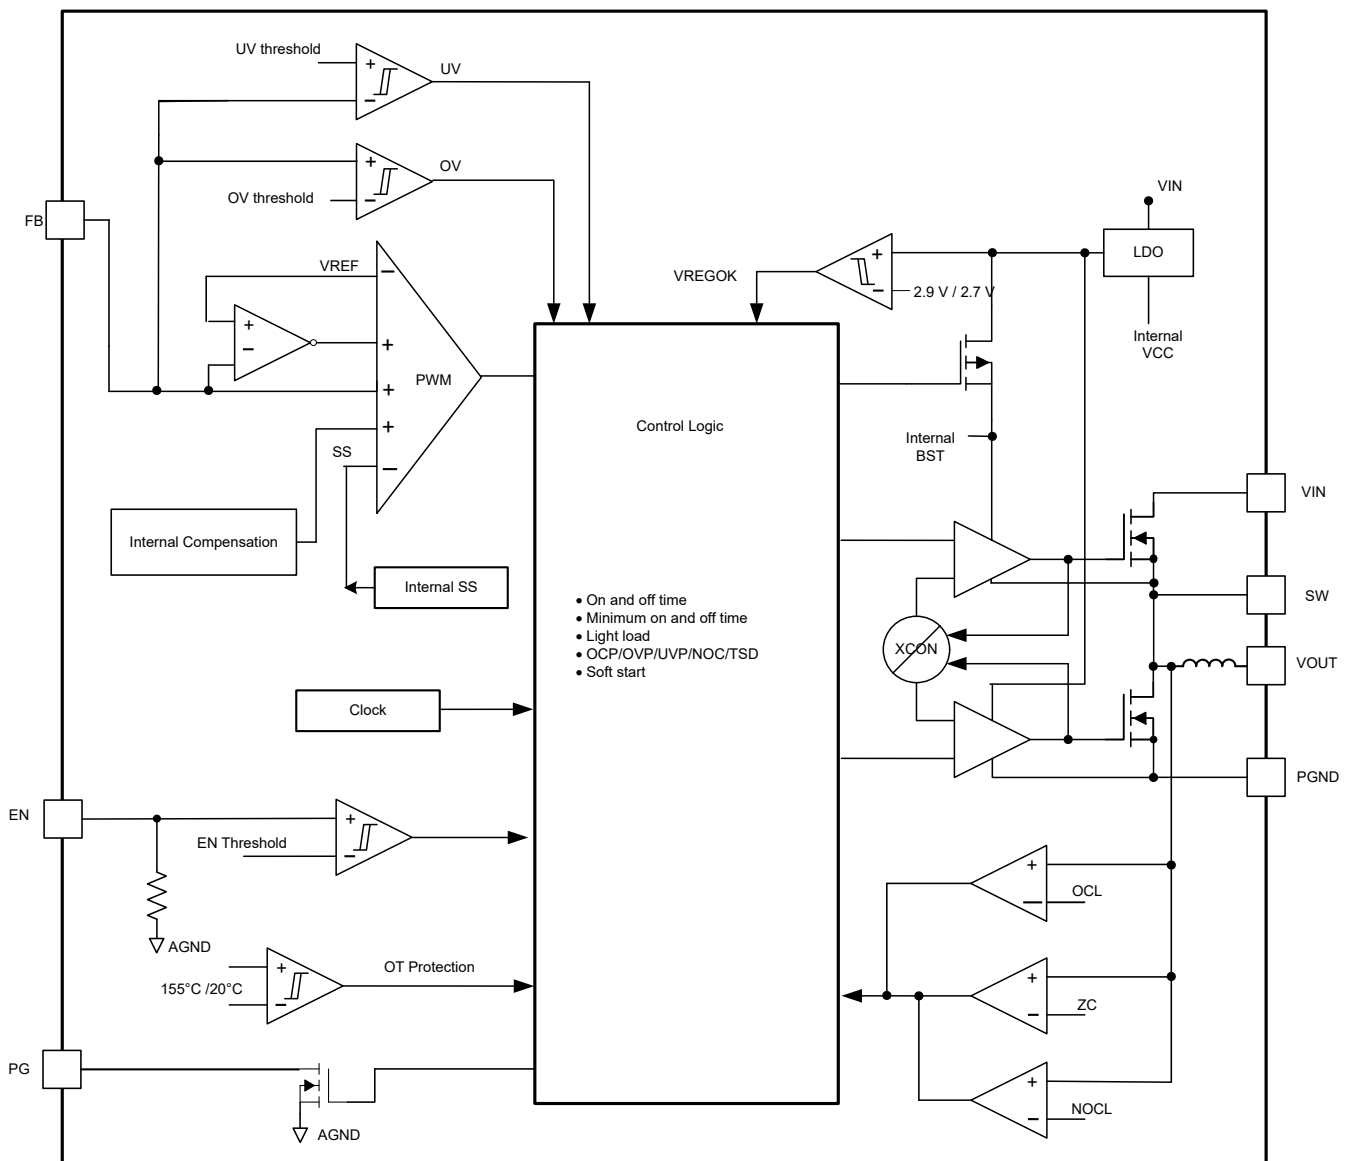 UV threshold
+
−
UV
+
−
OV
OV threshold
FB
VREF
−
+
−
+
PWM
+
+
SS
−
Internal Compensation
Internal SS
Clock
EN
EN Threshold
+
−
AGND
155°C /20°C
+
−
OT Protection
PG
AGND
Control Logic
• On and off time
• Minimum on and off time
• Light load
• OCP/OVP/UVP/NOC/TSD
• Soft start
VREGOK
+
−
2.9 V / 2.7 V
VIN
LDO
Internal
VCC
Internal
BST
XCON
VIN
SW
VOUT
PGND
+
−
OCL
+
−
ZC
+
−
NOCL